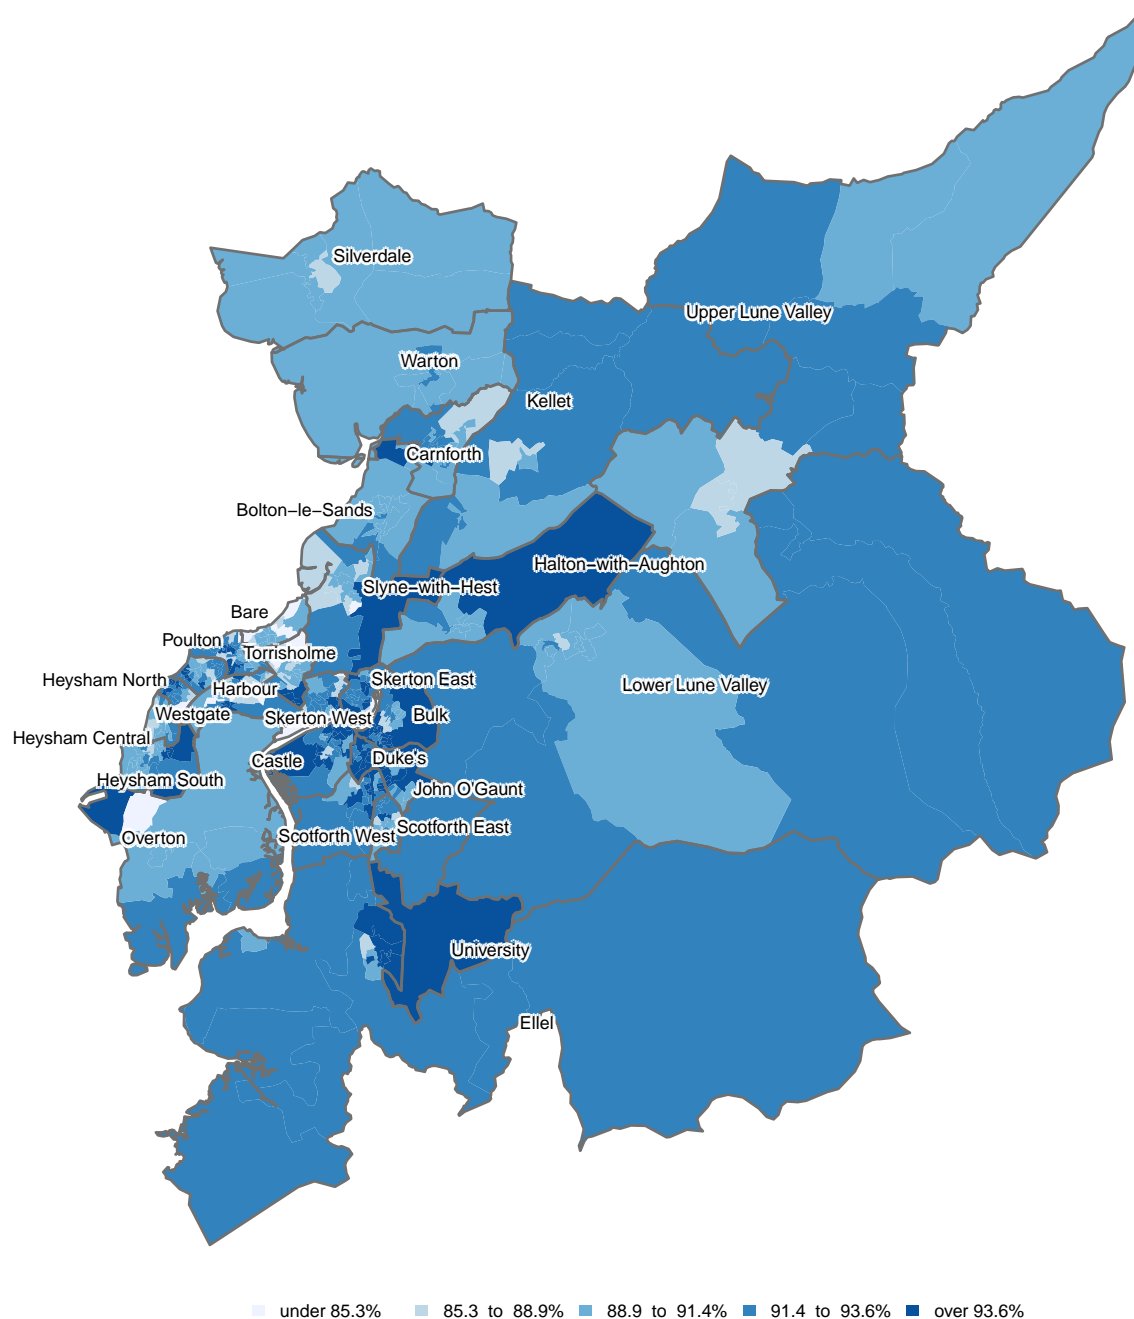 Silverdale
Upper Lune Valley
Warton
Kellet
Carnforth
Bolton−le−Sands
Halton−with−Aughton
Slyne−with−Hest
Bare
Poulton
Torrisholme
Heysham North
Harbour
Skerton East
Lower Lune Valley
Westgate
Skerton West
Bulk
Heysham Central
Castle
Duke's
Heysham South
John O'Gaunt
Overton
Scotforth West
Scotforth East
University
Ellel
under 85.3% 85.3 to 88.9% 88.9 to 91.4% 91.4 to 93.6% over 93.6%